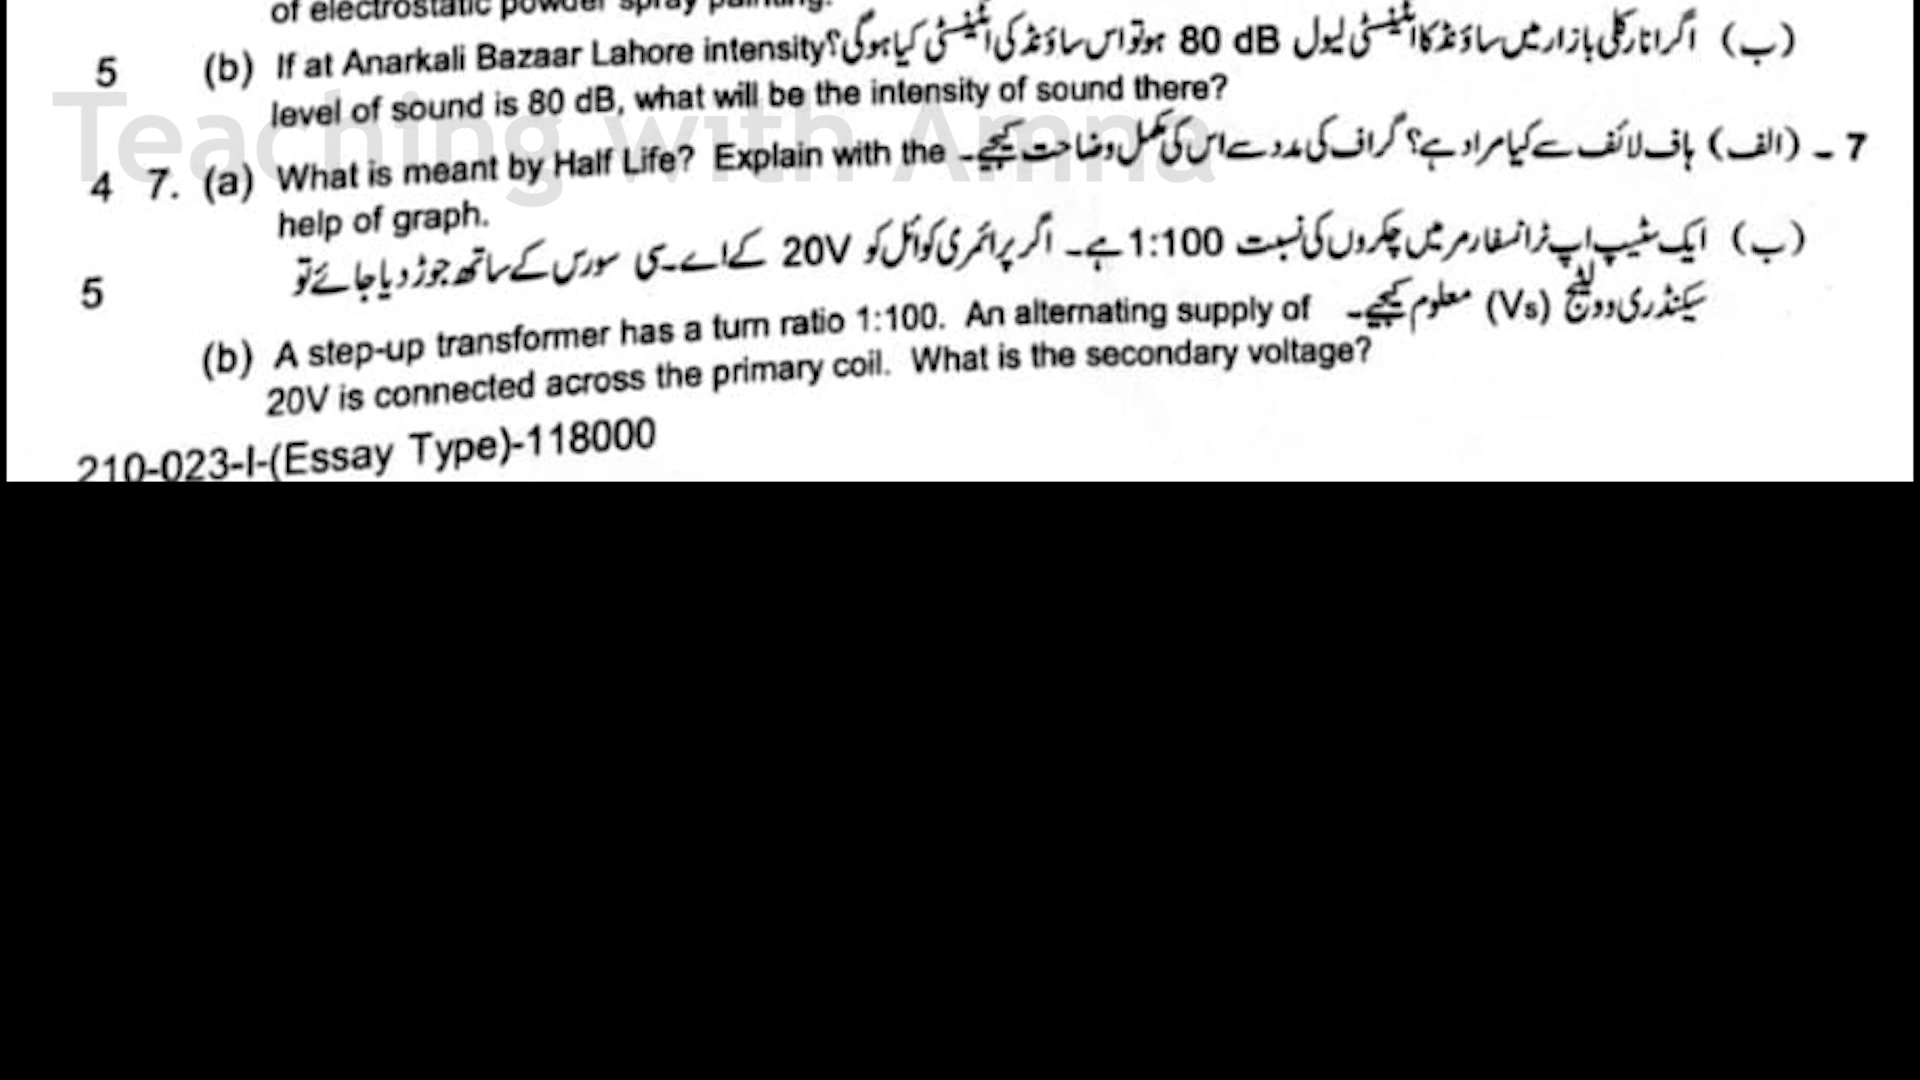 of electrostatic powder spray painting.
(ب) اگر انارکلی بازار میں ساؤنڈ کا انٹینسٹی لیول 80 dB ہو تو اس ساؤنڈ کی انٹینسٹی کیا ہوگی؟
5 (b) If at Anarkali Bazaar Lahore intensity
level of sound is 80 dB, what will be the intensity of sound there?
7 ـ (الف) ہاف لائف سے کیا مراد ہے؟ گراف کی مدد سے اس کی مکمل وضاحت کیجیے۔
4 7. (a) What is meant by Half Life? Explain with the
help of graph.
(ب) ایک سٹیپ اپ ٹرانسفارمر میں چکروں کی نسبت 1:100 ہے۔ اگر پرائمری کوائل کو 20V کے اے۔سی سورس کے ساتھ جوڑ دیا جائے تو
5
سیکنڈری وولٹیج (Vs) معلوم کیجیے۔
(b) A step-up transformer has a turn ratio 1:100. An alternating supply of
20V is connected across the primary coil. What is the secondary voltage?
210-023-I-(Essay Type)-118000
Teaching with Amna